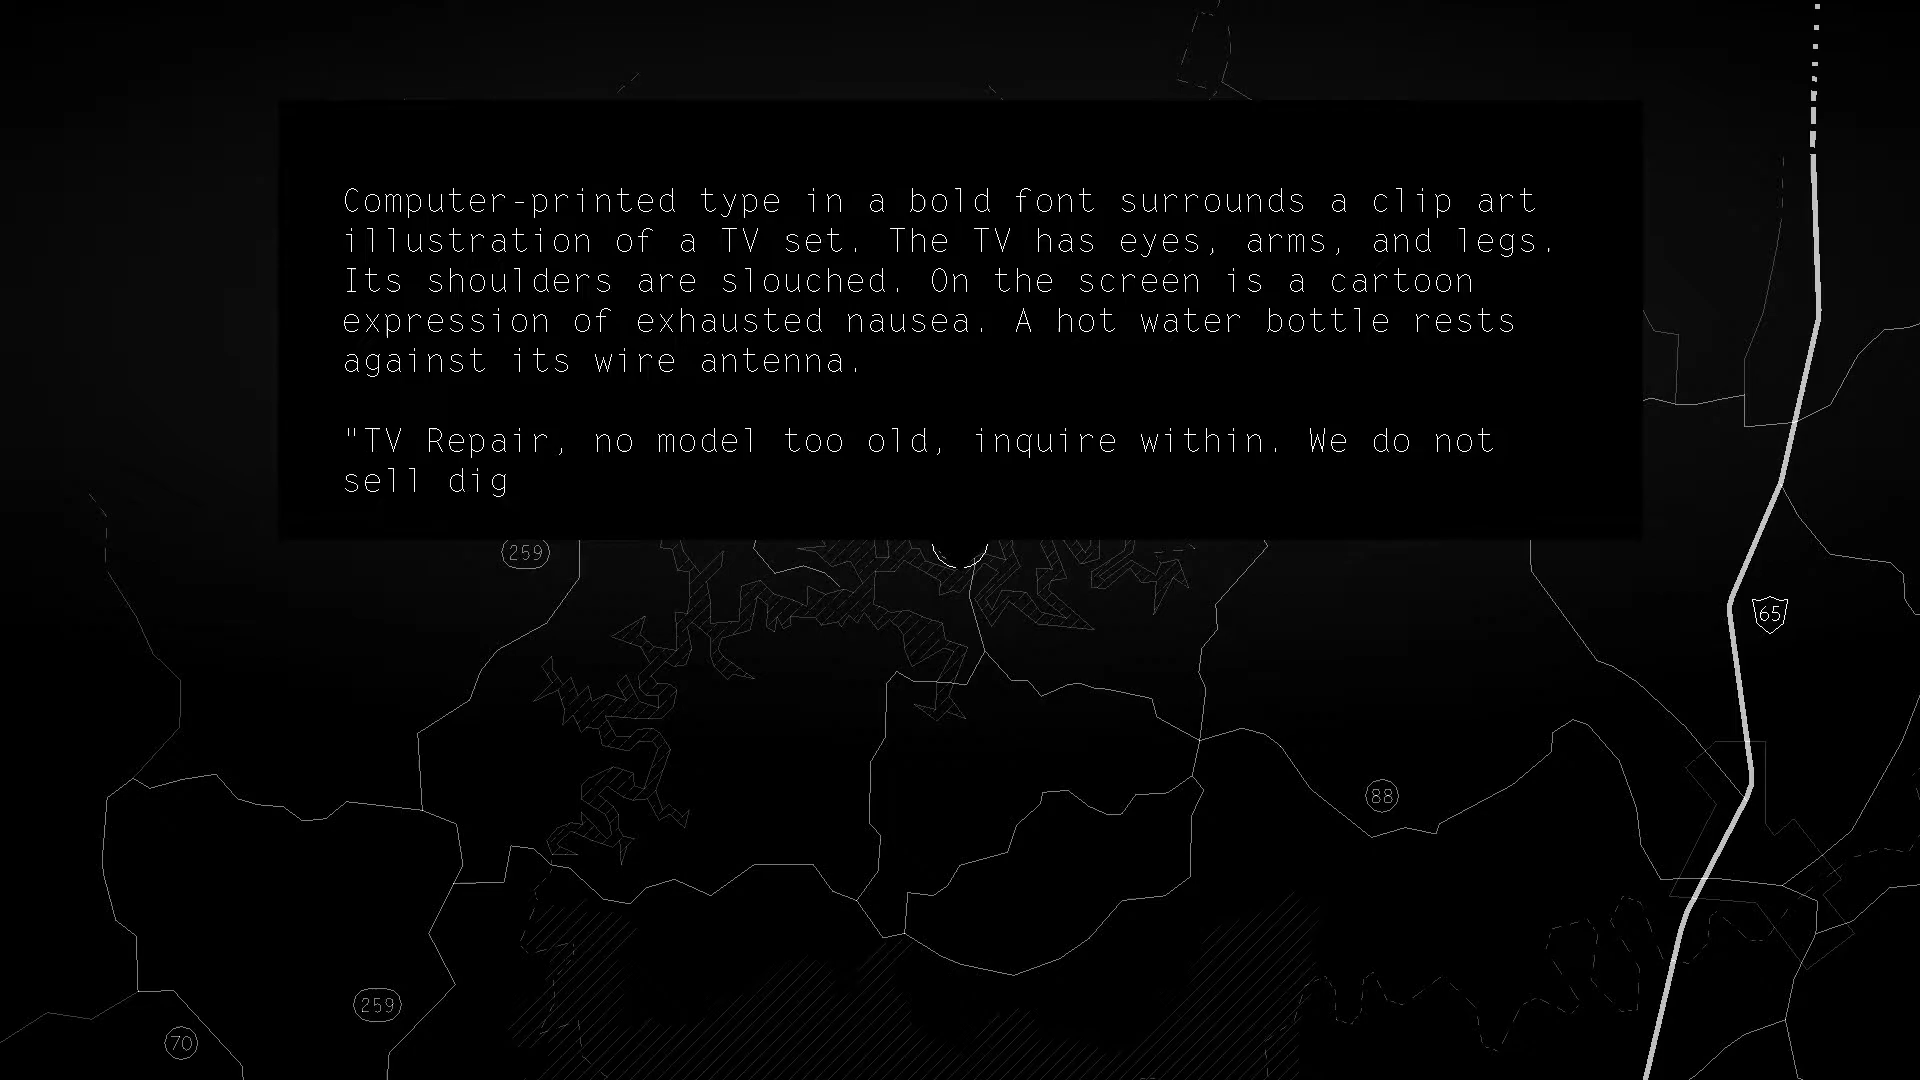 Computer-printed type in a bold font surrounds a clip art
illustration of a TV set. The TV has eyes, arms, and legs.
Its shoulders are slouched. On the screen is a cartoon
expression of exhausted nausea. A hot water bottle rests
against its wire antenna.
"TV Repair, no model too old, inquire within. We do not
sell dig
259
65
88
259
70